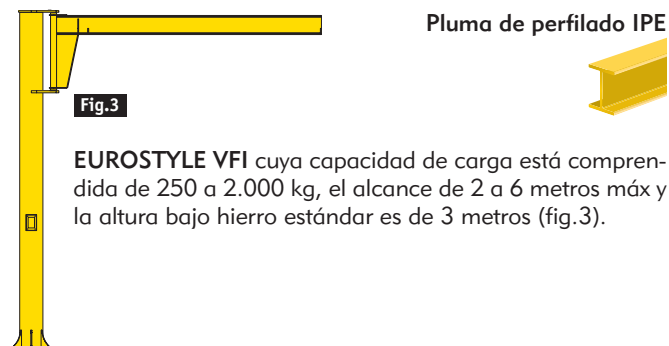 Pluma de perfilado IPE
Fig.3
EUROSTYLE VFI cuya capacidad de carga está compren-
dida de 250 a 2.000 kg, el alcance de 2 a 6 metros máx y
la altura bajo hierro estándar es de 3 metros (fig.3).